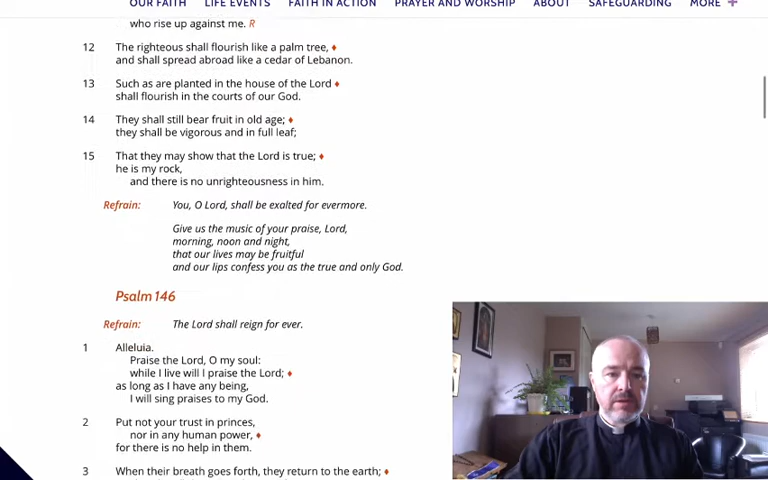 OUR FAITH LIFE EVENTS FAITH IN ACTION PRAYER AND WORSHIP ABOUT SAFEGUARDING MORE +
who rise up against me. R
12 The righteous shall flourish like a palm tree, ♦
and shall spread abroad like a cedar of Lebanon.
13 Such as are planted in the house of the Lord ♦
shall flourish in the courts of our God.
14 They shall still bear fruit in old age; ♦
they shall be vigorous and in full leaf;
15 That they may show that the Lord is true; ♦
he is my rock,
and there is no unrighteousness in him.
Refrain: You, O Lord, shall be exalted for evermore.
Give us the music of your praise, Lord,
morning, noon and night,
that our lives may be fruitful
and our lips confess you as the true and only God.
Psalm 146
Refrain: The Lord shall reign for ever.
1 Alleluia.
Praise the Lord, O my soul:
while I live will I praise the Lord; ♦
as long as I have any being,
I will sing praises to my God.
2 Put not your trust in princes,
nor in any human power, ♦
for there is no help in them.
3 When their breath goes forth, they return to the earth; ♦